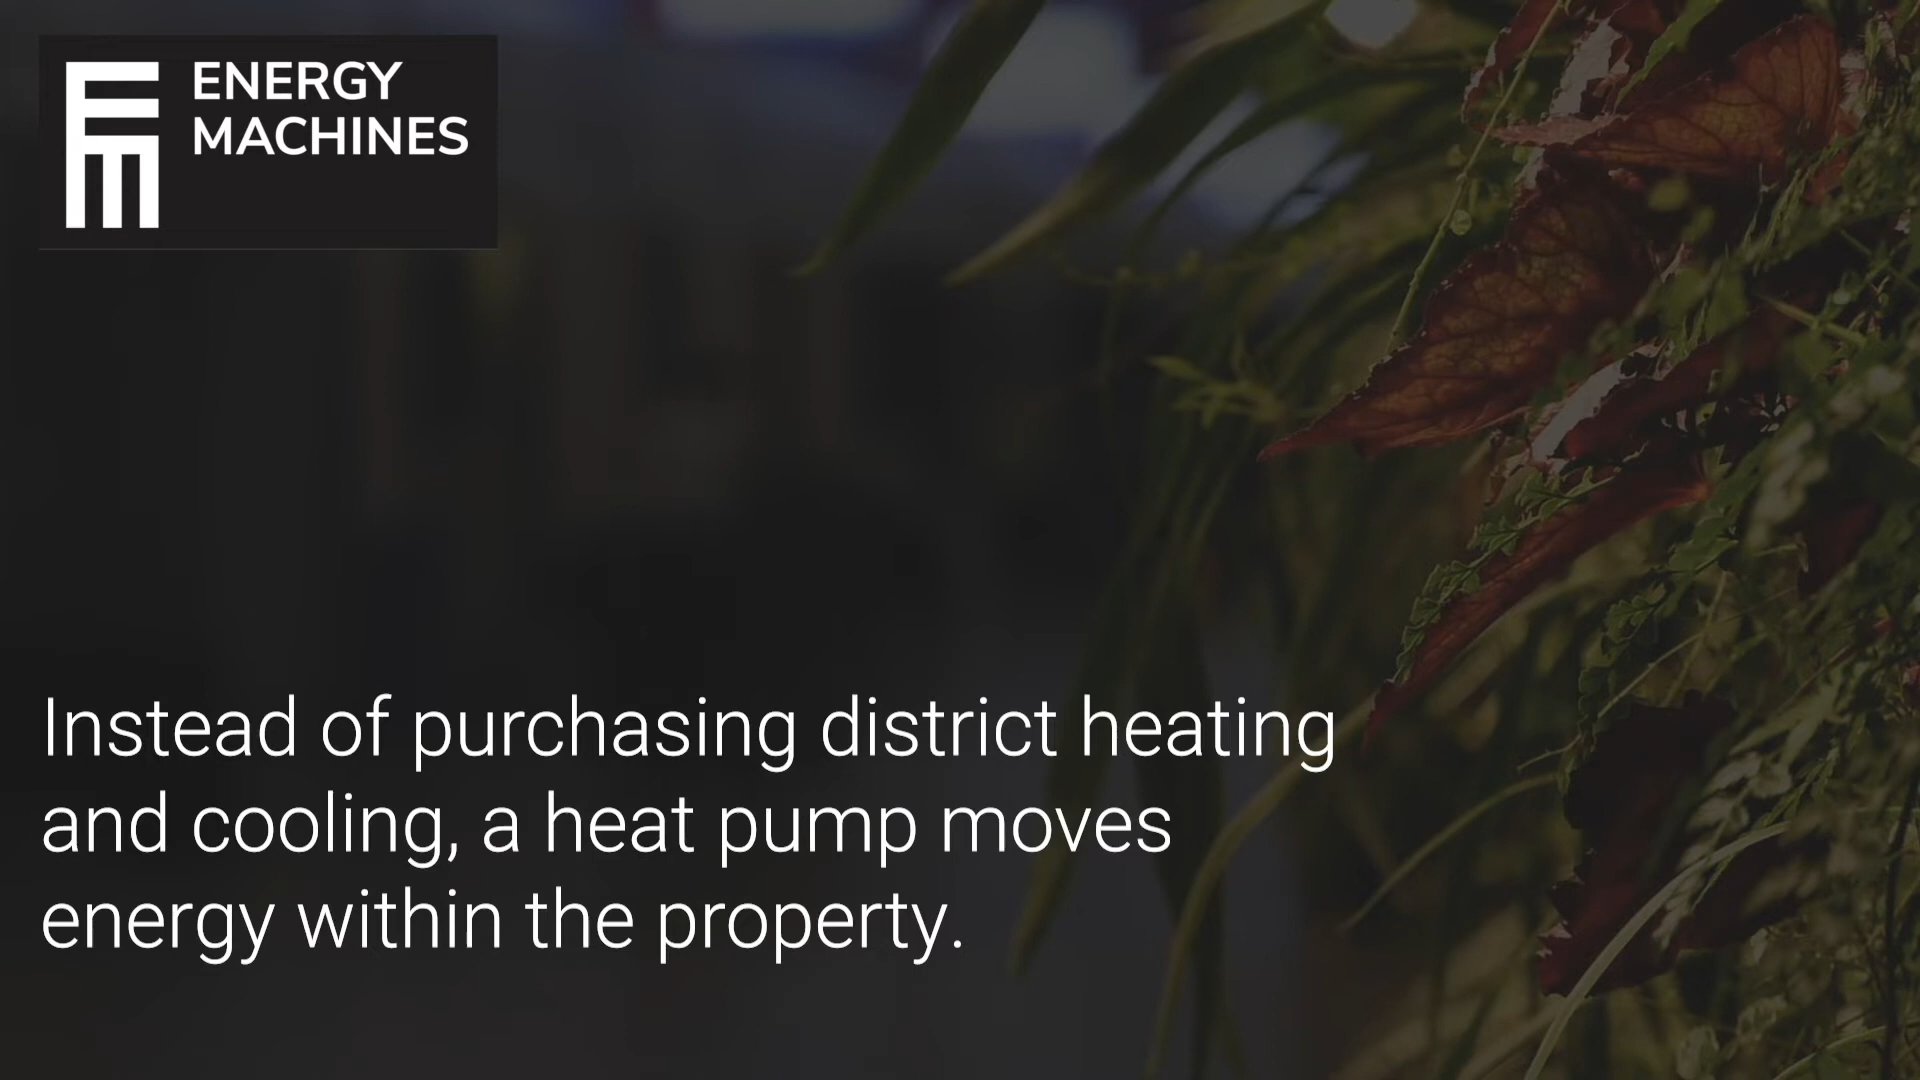 ENERGY
MACHINES
Instead of purchasing district heating
and cooling, a heat pump moves
energy within the property.